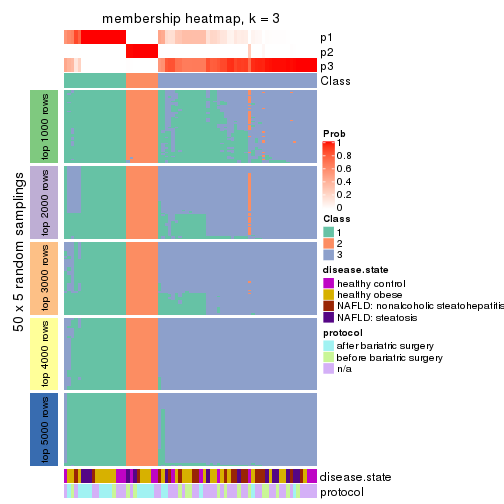 membership heatmap, k = 3
p1
p2
p3
Class
50 x 5 random samplings
top 1000 rows
top 2000 rows
top 3000 rows
top 4000 rows
top 5000 rows
Prob
1
0.8
0.6
0.4
0.2
0
Class
1
2
3
disease.state
healthy control
healthy obese
NAFLD: nonalcoholic steatohepatitis
NAFLD: steatosis
protocol
after bariatric surgery
before bariatric surgery
n/a
disease.state
protocol